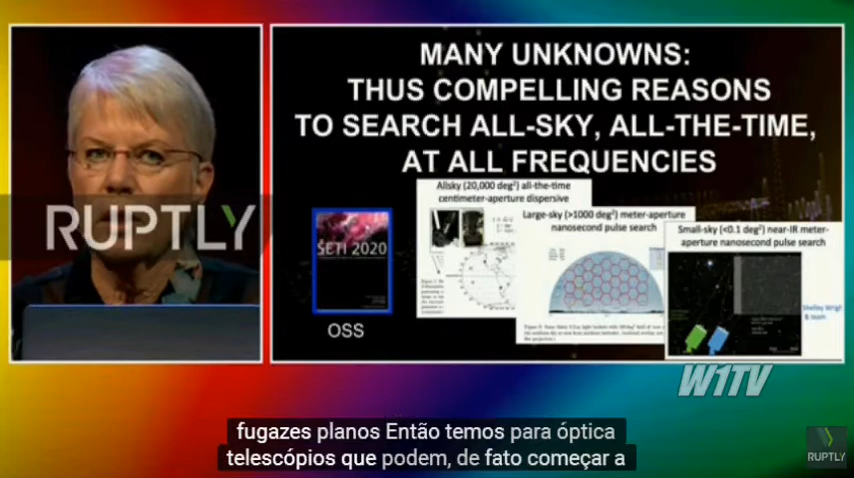 MANY UNKNOWNS:
THUS COMPELLING REASONS
TO SEARCH ALL-SKY, ALL-THE-TIME,
AT ALL FREQUENCIES
Allsky (20,000 deg²) all-the-time
centimeter-aperture dispersive
Large-sky (>1000 deg²) meter-aperture
nanosecond pulse search
Small-sky (<0.1 deg²) near-IR meter-
aperture nanosecond pulse search
SETI 2020
OSS
& team
RUPTLY
W1TV
fugazes planos Então temos para óptica
telescópios que podem, de fato começar a
RUPTLY